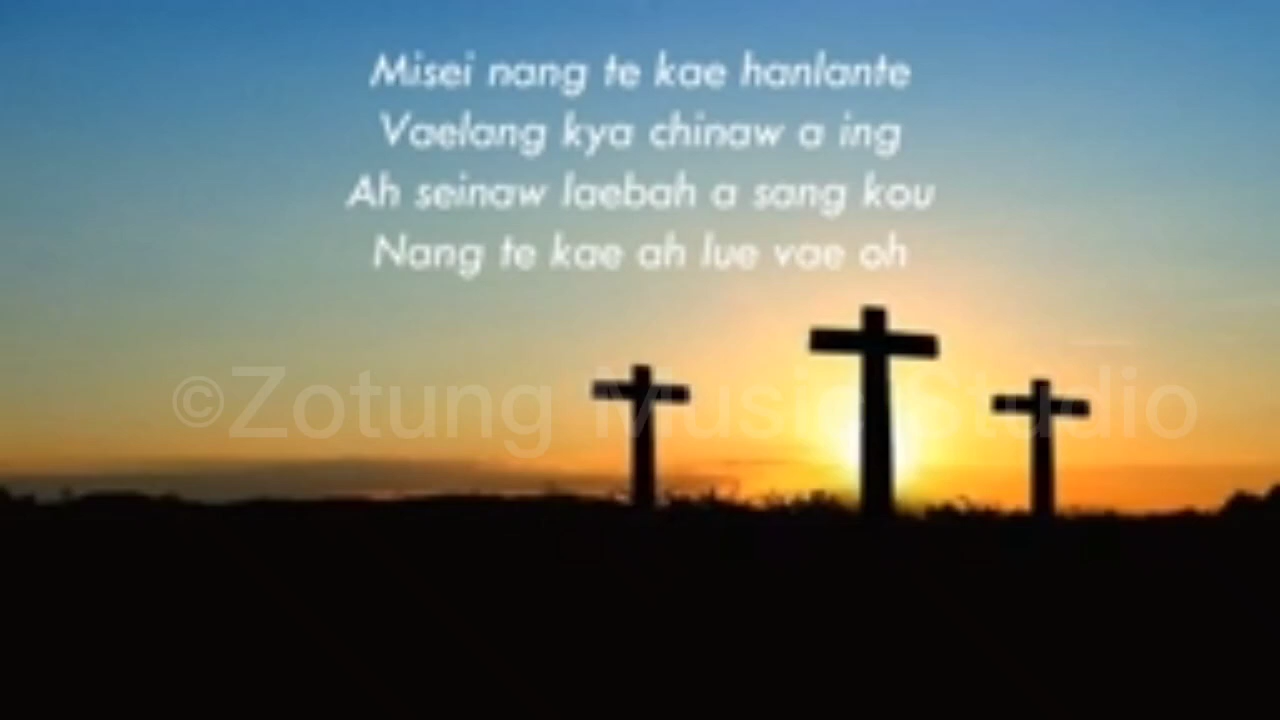 Misei nang te kae hanlante
Vaelang kya chinaw a ing
Ah seinaw laebah a sang kou
Nang te kae ah lue vae oh
©Zotung Music Studio